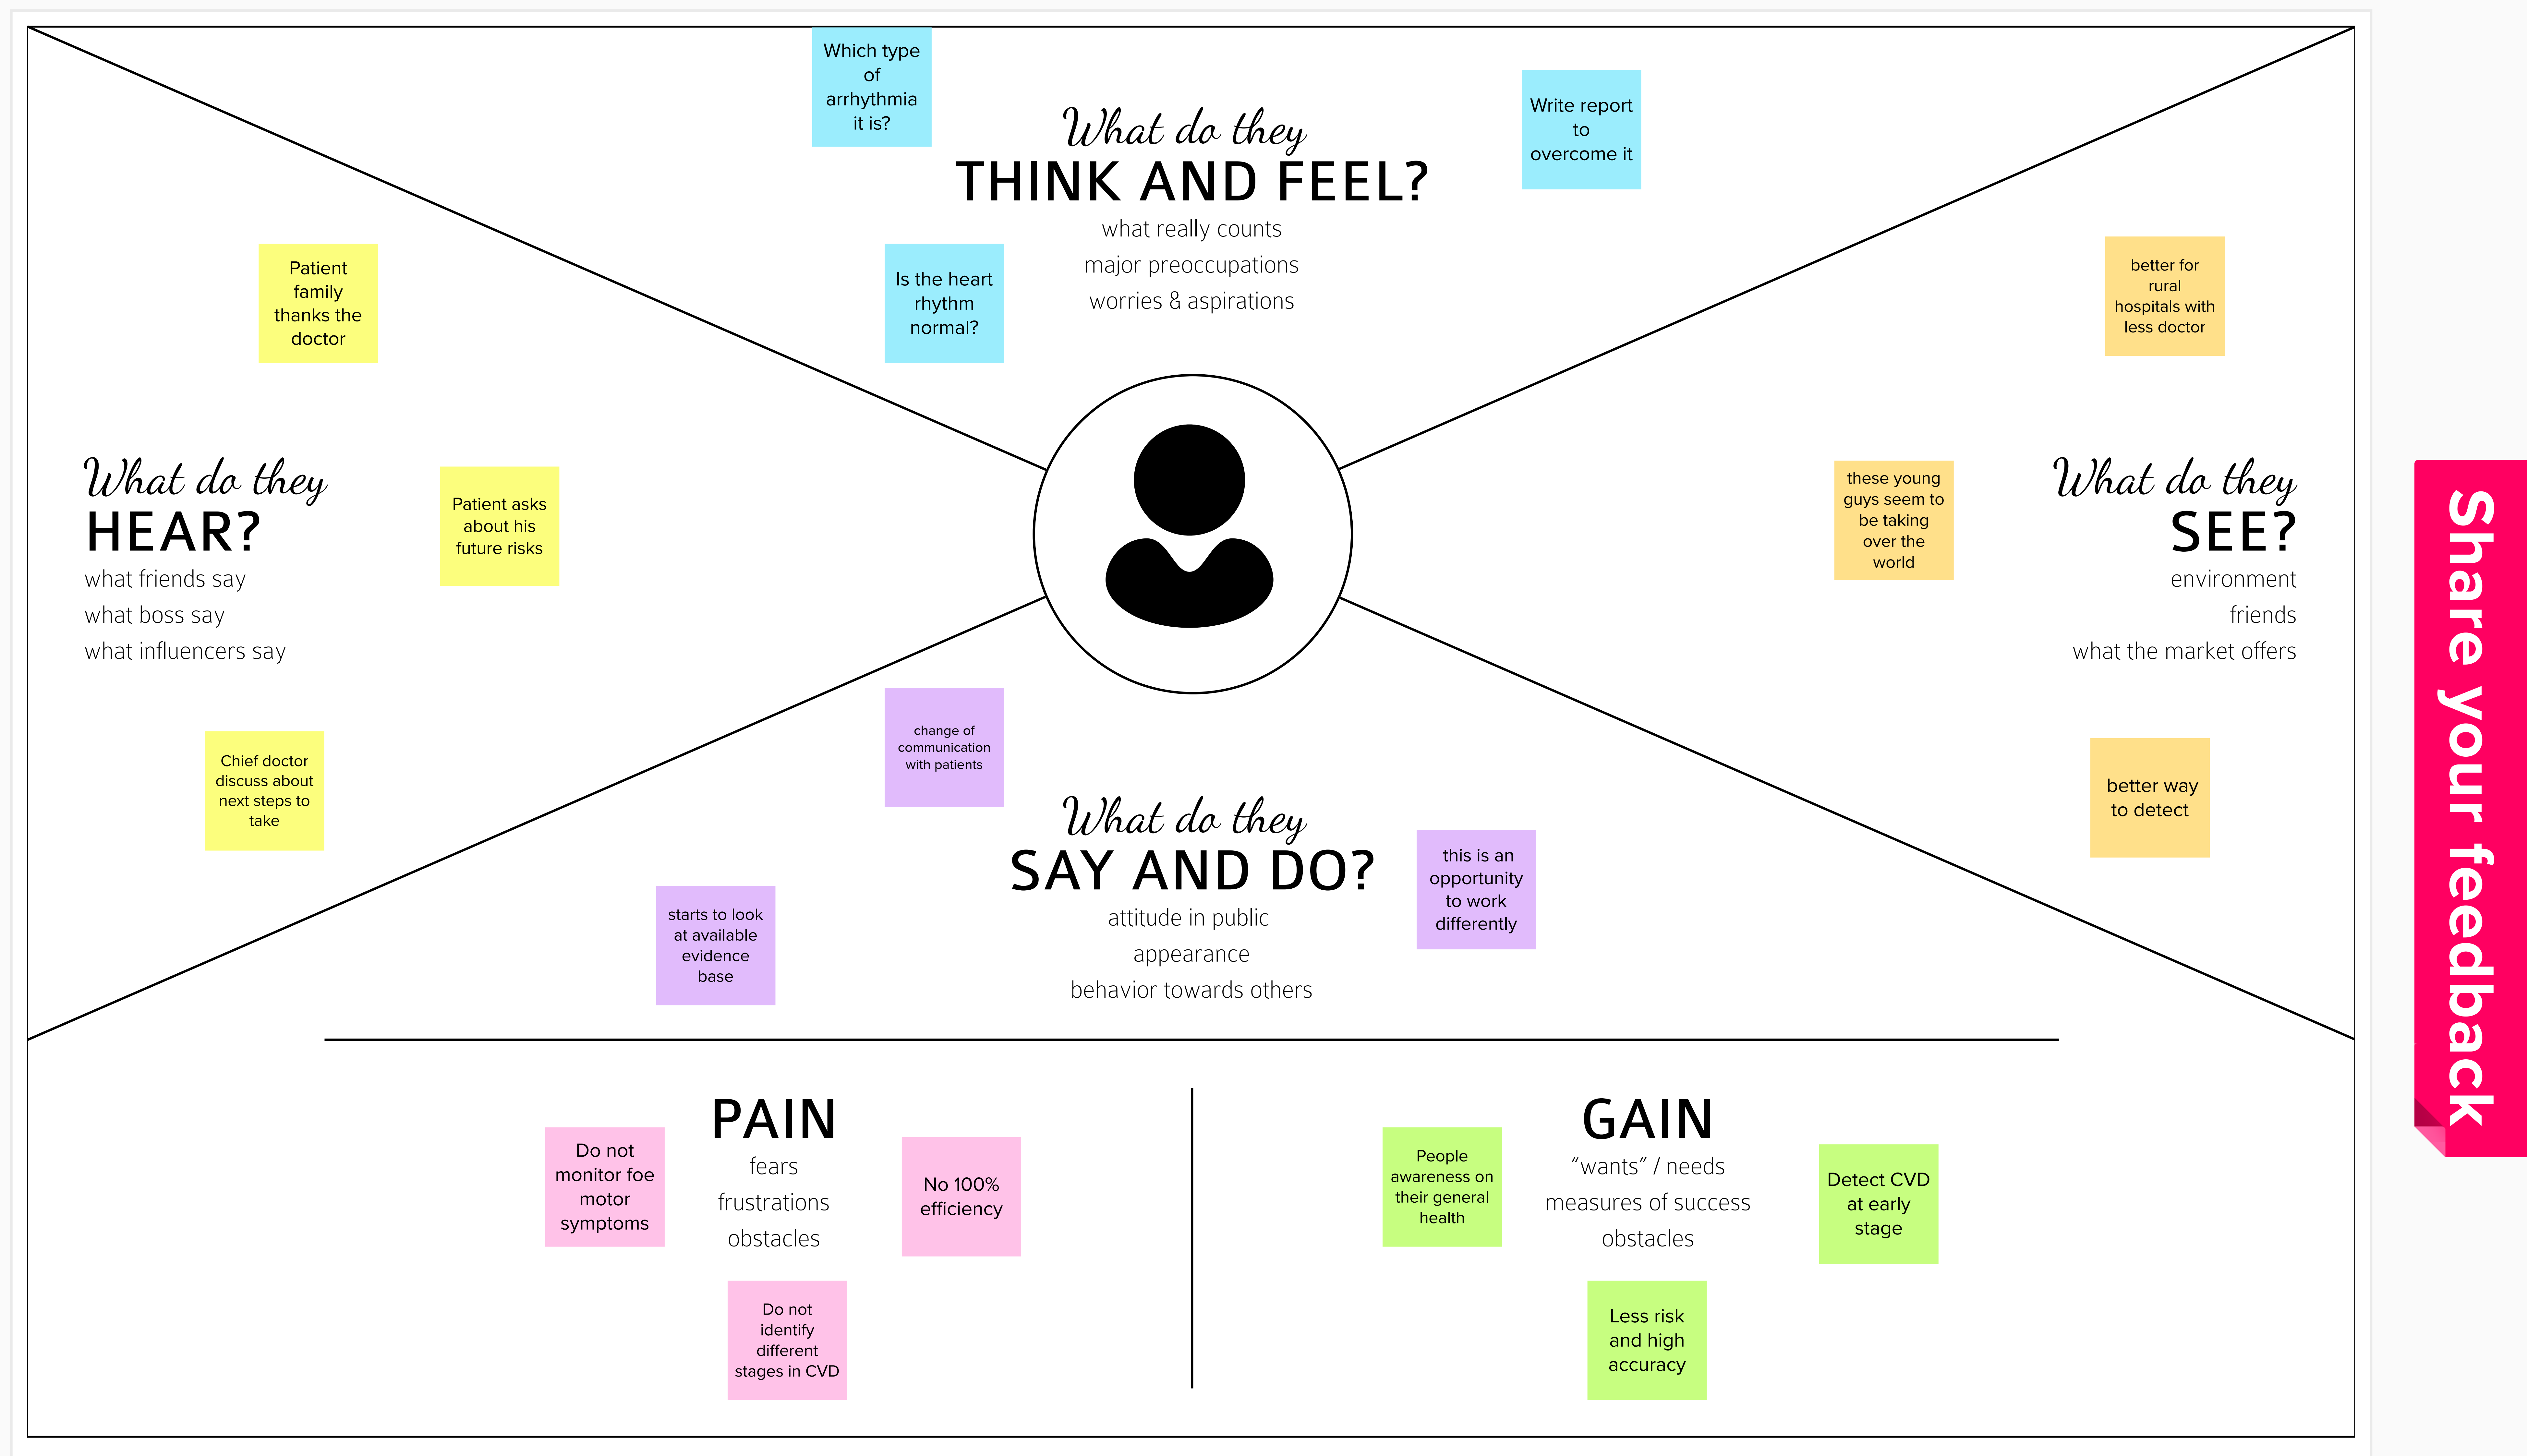 Which type
of
arrhythmia
it is?
What do they
THINK AND FEEL?
what really counts
major preoccupations
worries & aspirations
Write report
to
overcome it
Is the heart
rhythm
normal?
Patient
family
thanks the
doctor
What do they
HEAR?
what friends say
what boss say
what influencers say
Patient asks
about his
future risks
Chief doctor
discuss about
next steps to
take
better for
rural
hospitals with
less doctor
these young
guys seem to
be taking
over the
world
What do they
SEE?
environment
friends
what the market offers
better way
to detect
change of
communication
with patients
What do they
SAY AND DO?
attitude in public
appearance
behavior towards others
starts to look
at available
evidence
base
this is an
opportunity
to work
differently
PAIN
fears
frustrations
obstacles
Do not
monitor foe
motor
symptoms
No 100%
efficiency
Do not
identify
different
stages in CVD
GAIN
“wants” / needs
measures of success
obstacles
People
awareness on
their general
health
Detect CVD
at early
stage
Less risk
and high
accuracy
Share your feedback